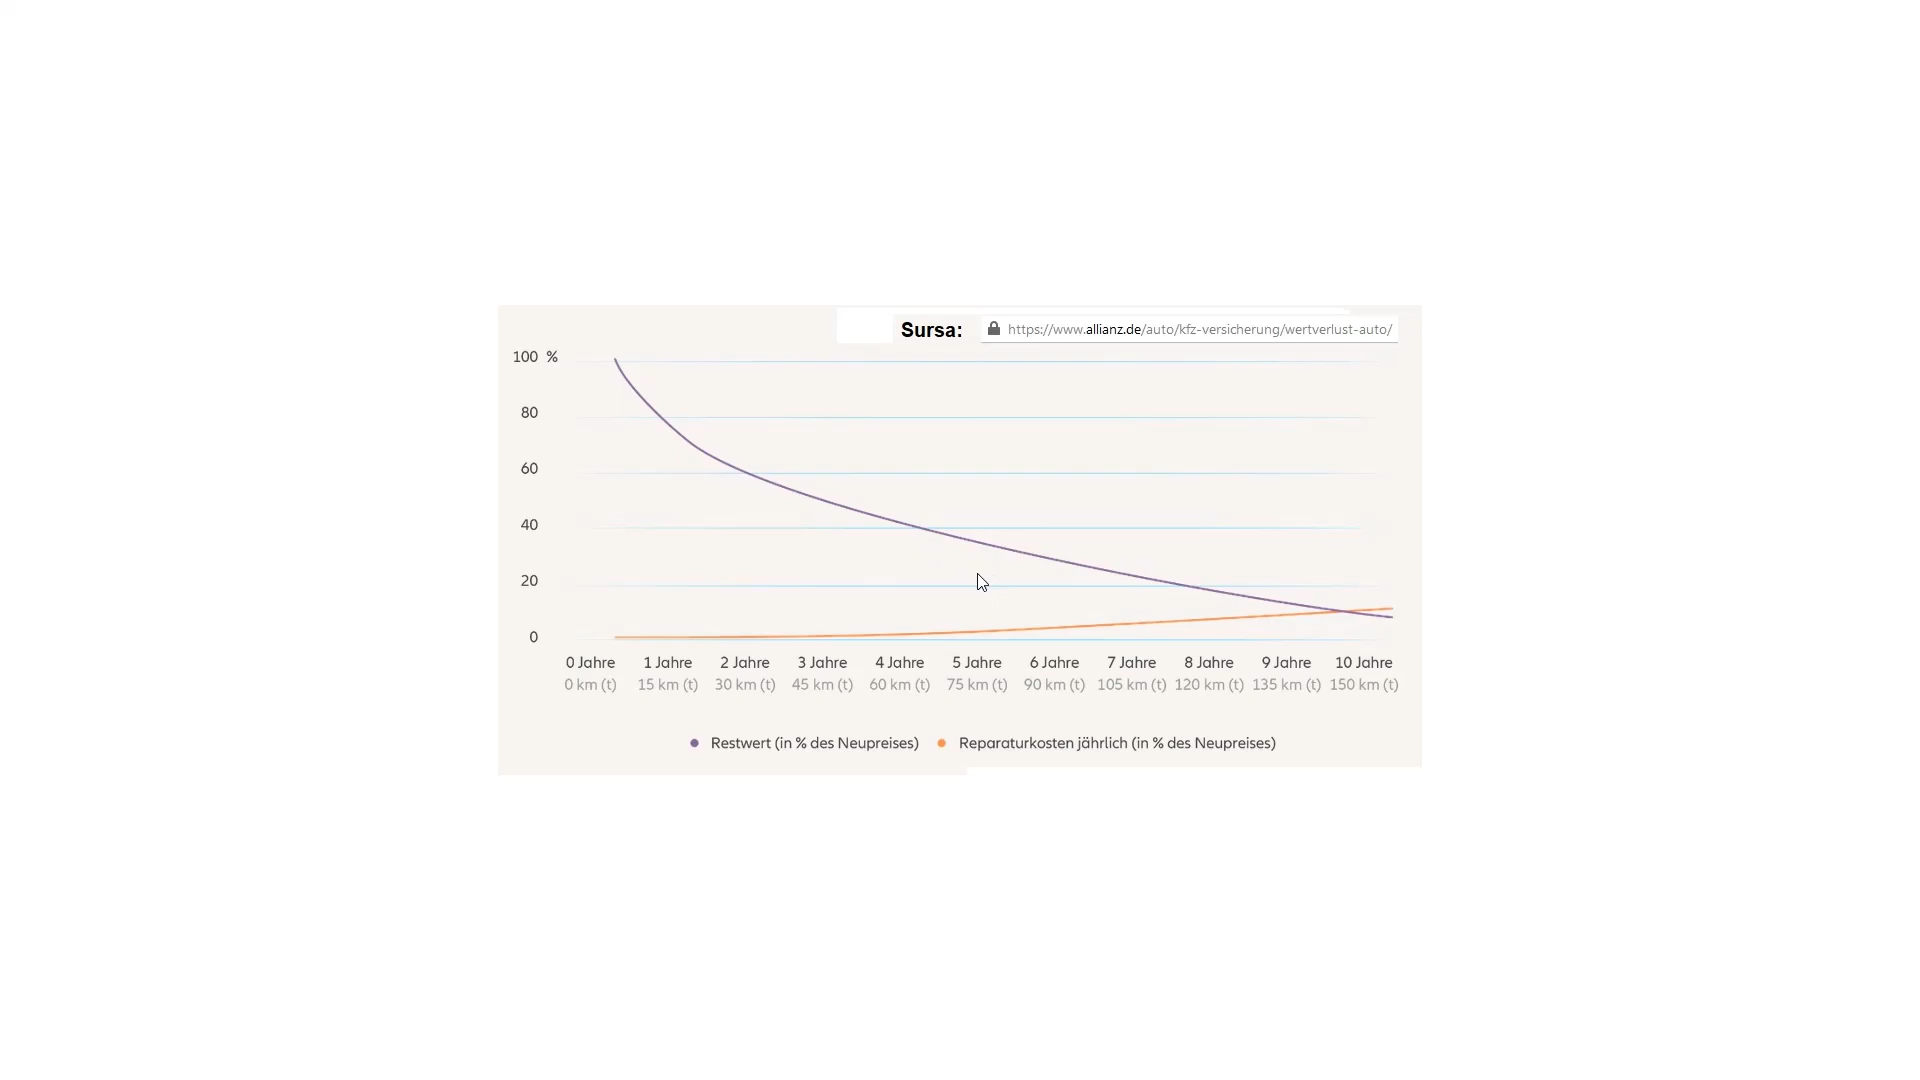 Sursa: https://www.allianz.de/auto/kfz-versicherung/wertverlust-auto/
100 %
80
60
40
20
0
0 Jahre 1 Jahre 2 Jahre 3 Jahre 4 Jahre 5 Jahre 6 Jahre 7 Jahre 8 Jahre 9 Jahre 10 Jahre
0 km (t) 15 km (t) 30 km (t) 45 km (t) 60 km (t) 75 km (t) 90 km (t) 105 km (t) 120 km (t) 135 km (t) 150 km (t)
Restwert (in % des Neupreises) Reparaturkosten jährlich (in % des Neupreises)